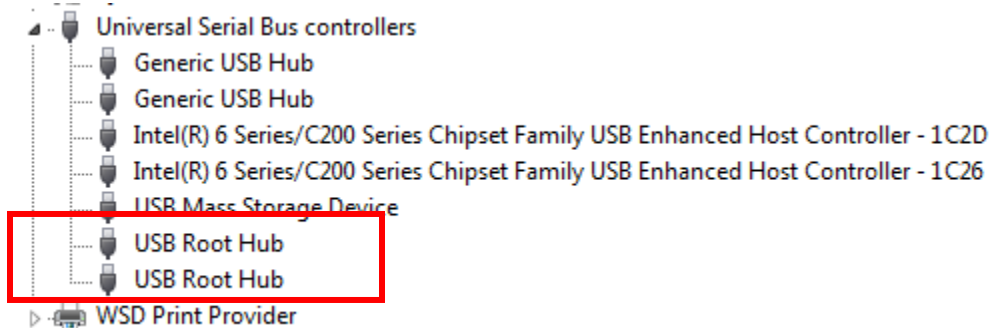 Universal Serial Bus controllers
Generic USB Hub
Generic USB Hub
Intel(R) 6 Series/C200 Series Chipset Family USB Enhanced Host Controller - 1C2D
Intel(R) 6 Series/C200 Series Chipset Family USB Enhanced Host Controller - 1C26
USB Mass Storage Device
USB Root Hub
USB Root Hub
WSD Print Provider